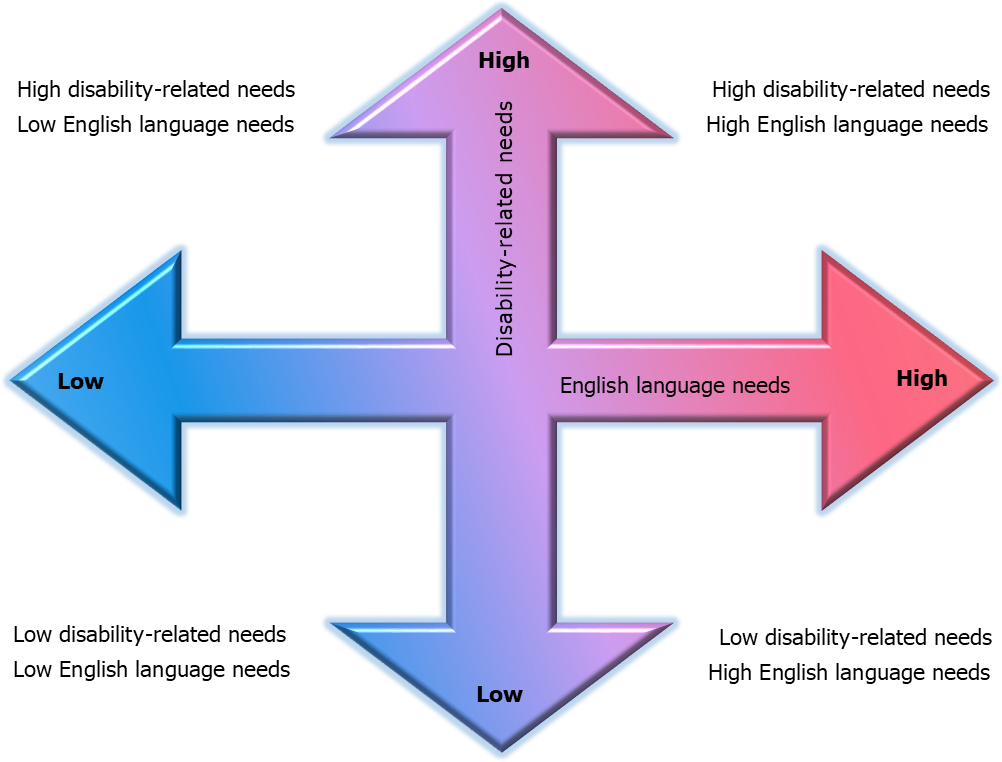 High
High disability-related needs
Low English language needs
High disability-related needs
High English language needs
Disability-related needs
Low
English language needs
High
Low disability-related needs
Low English language needs
Low disability-related needs
High English language needs
Low